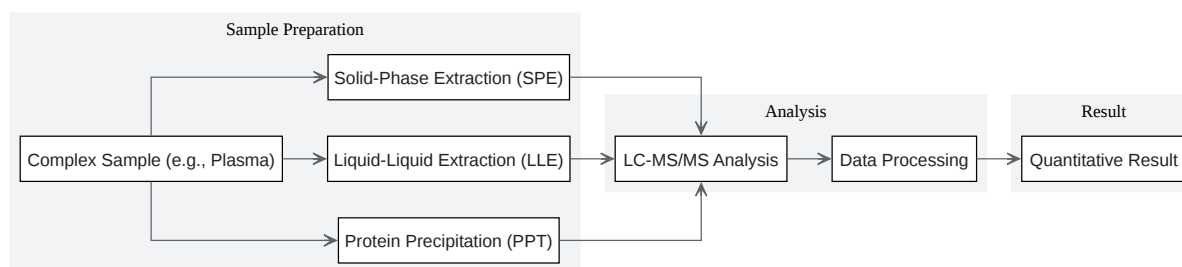 Sample Preparation
Solid-Phase Extraction (SPE)
Analysis
Result
Complex Sample (e.g., Plasma)
Liquid-Liquid Extraction (LLE)
LC-MS/MS Analysis
Data Processing
Quantitative Result
Protein Precipitation (PPT)